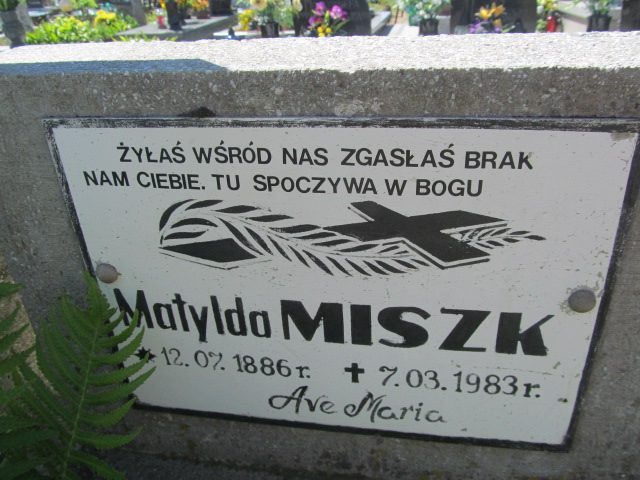 ŻYŁAŚ WŚRÓD NAS ZGASŁAŚ BRAK
NAM CIEBIE. TU SPOCZYWA W BOGU
Matylda MISZK
12.07.1886 r. 7.03.1983 r.
Ave Maria